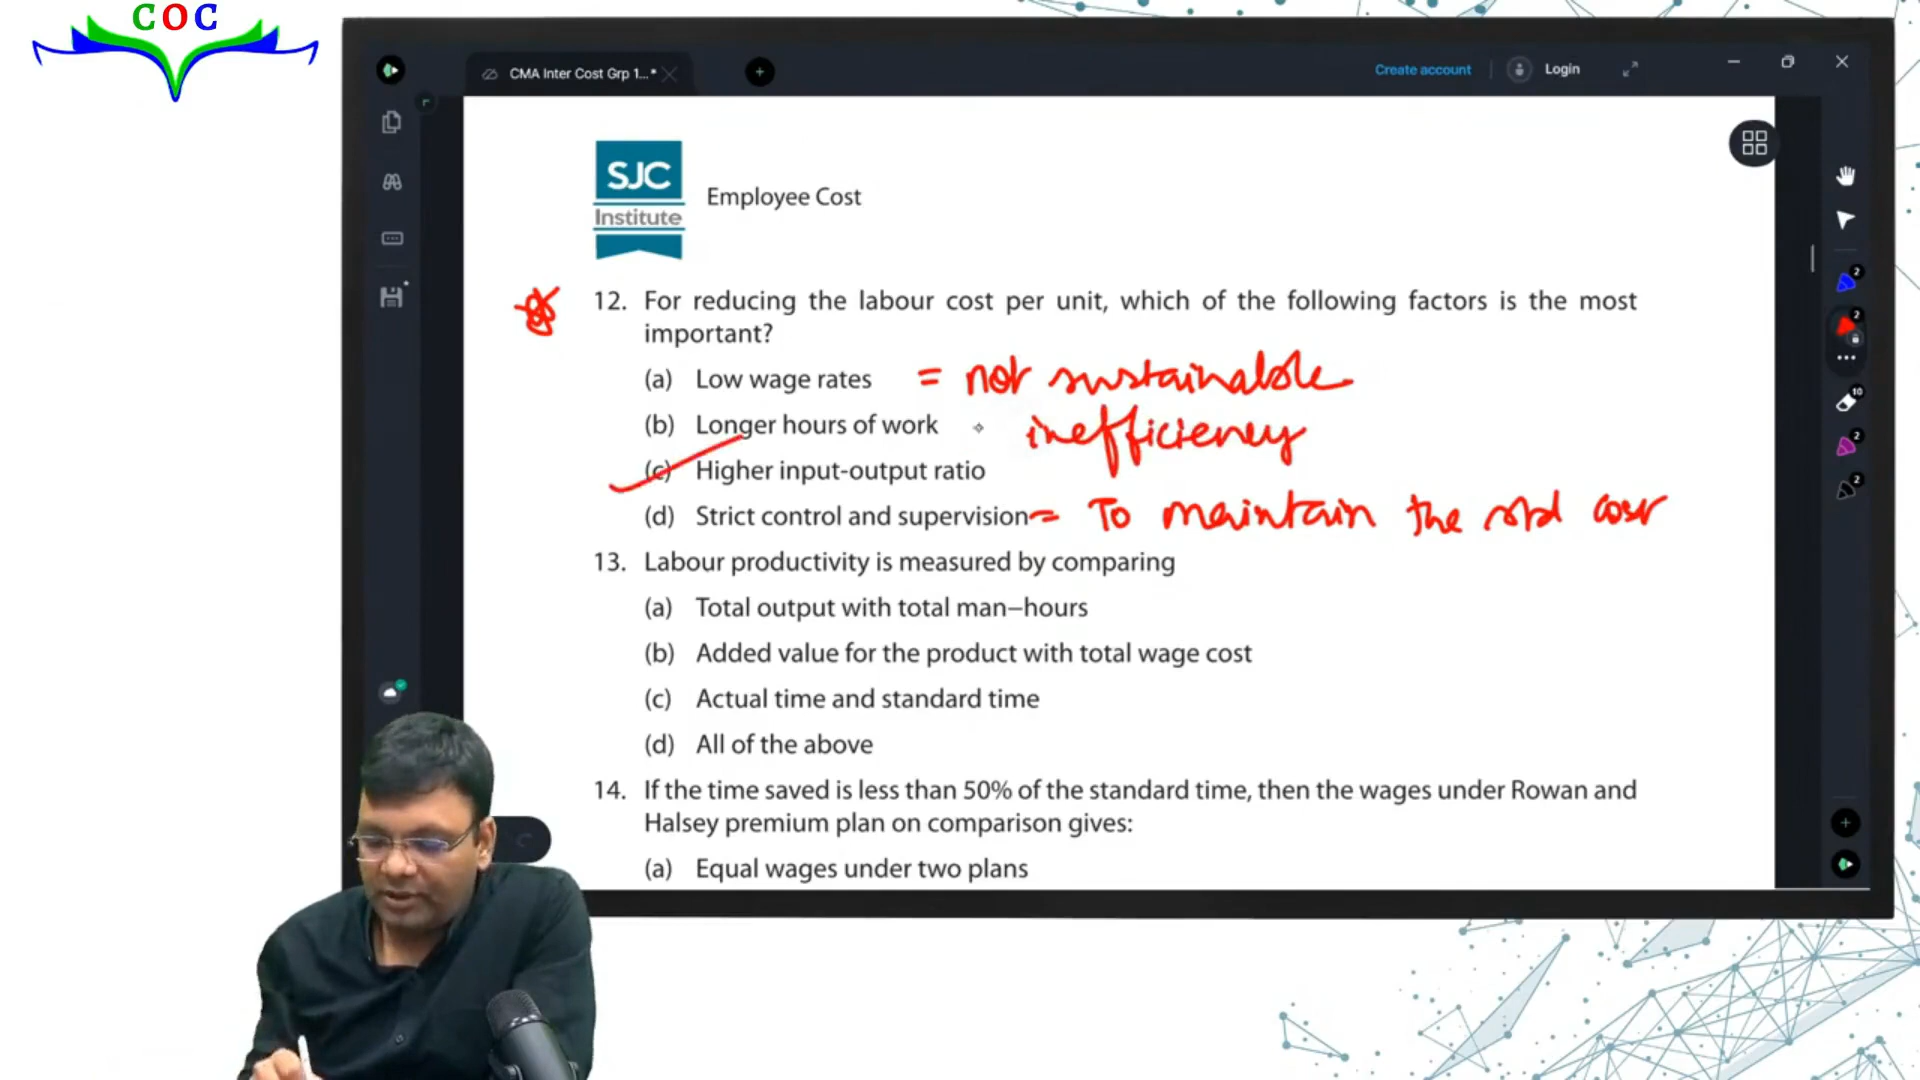 COC
CMA Inter Cost Grp 1...*
Create account
Login
SJC
Institute
Employee Cost
12. For reducing the labour cost per unit, which of the following factors is the most
important?
(a) Low wage rates = not sustainable
(b) Longer hours of work inefficiency
(c) Higher input-output ratio
(d) Strict control and supervision = To maintain the std cost
13. Labour productivity is measured by comparing
(a) Total output with total man–hours
(b) Added value for the product with total wage cost
(c) Actual time and standard time
(d) All of the above
14. If the time saved is less than 50% of the standard time, then the wages under Rowan and
Halsey premium plan on comparison gives:
(a) Equal wages under two plans
2
2
10
2
2